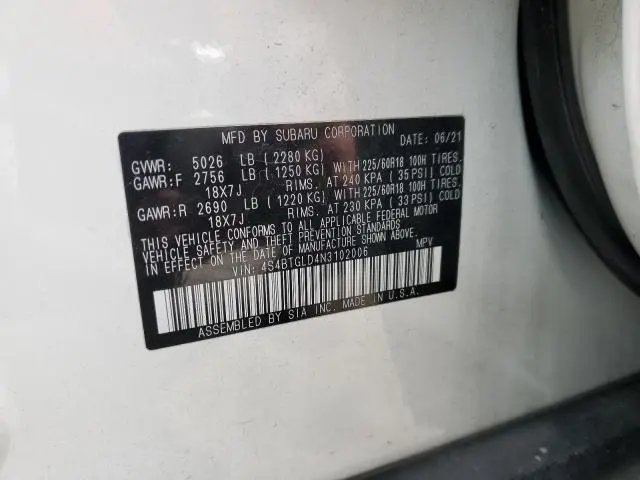 MFD BY SUBARU CORPORATION DATE: 06/21
GVWR: 5026 LB (2280 KG)
GAWR:F 2756 LB (1250 KG) WITH 225/60R18 100H TIRES,
18X7J RIMS, AT 240 KPA (35 PSI) COLD
GAWR:R 2690 LB (1220 KG) WITH 225/60R18 100H TIRES,
18X7J RIMS, AT 230 KPA (33 PSI) COLD
THIS VEHICLE CONFORMS TO ALL APPLICABLE FEDERAL MOTOR
VEHICLE SAFETY AND THEFT PREVENTION STANDARDS
IN EFFECT ON THE DATE OF MANUFACTURE SHOWN ABOVE.
VIN: 4S4BTGLD4N3102006 MPV
ASSEMBLED BY SIA INC. MADE IN U.S.A.